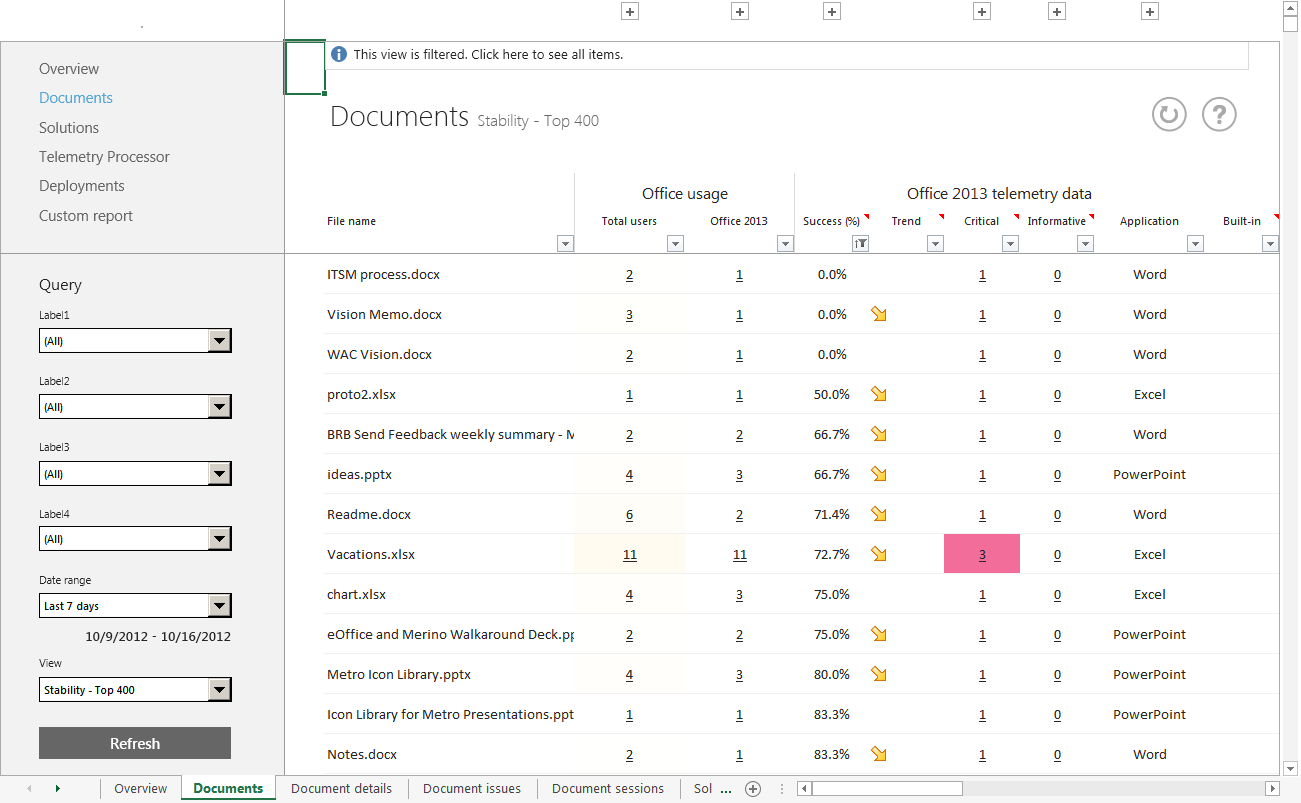 This view is filtered. Click here to see all items.
Overview
Documents
Solutions
Telemetry Processor
Deployments
Custom report
Documents Stability - Top 400
Office usage Office 2013 telemetry data
File name Total users Office 2013 Success (%) Trend Critical Informative Application Built-in
Query
Label1
(All)
Label2
(All)
Label3
(All)
Label4
(All)
Date range
Last 7 days
10/9/2012 - 10/16/2012
View
Stability - Top 400
Refresh
ITSM process.docx 2 1 0.0% 1 0 Word
Vision Memo.docx 3 1 0.0% 1 0 Word
WAC Vision.docx 2 1 0.0% 1 0 Word
proto2.xlsx 1 1 50.0% 1 0 Excel
BRB Send Feedback weekly summary - M 2 2 66.7% 1 0 Word
ideas.pptx 4 3 66.7% 1 0 PowerPoint
Readme.docx 6 2 71.4% 1 0 Word
Vacations.xlsx 11 11 72.7% 3 0 Excel
chart.xlsx 4 3 75.0% 1 0 Excel
eOffice and Merino Walkaround Deck.pp 2 2 75.0% 1 0 PowerPoint
Metro Icon Library.pptx 4 3 80.0% 1 0 PowerPoint
Icon Library for Metro Presentations.ppt 1 1 83.3% 1 0 PowerPoint
Notes.docx 2 1 83.3% 1 0 Word
Overview Documents Document details Document issues Document sessions Sol ...